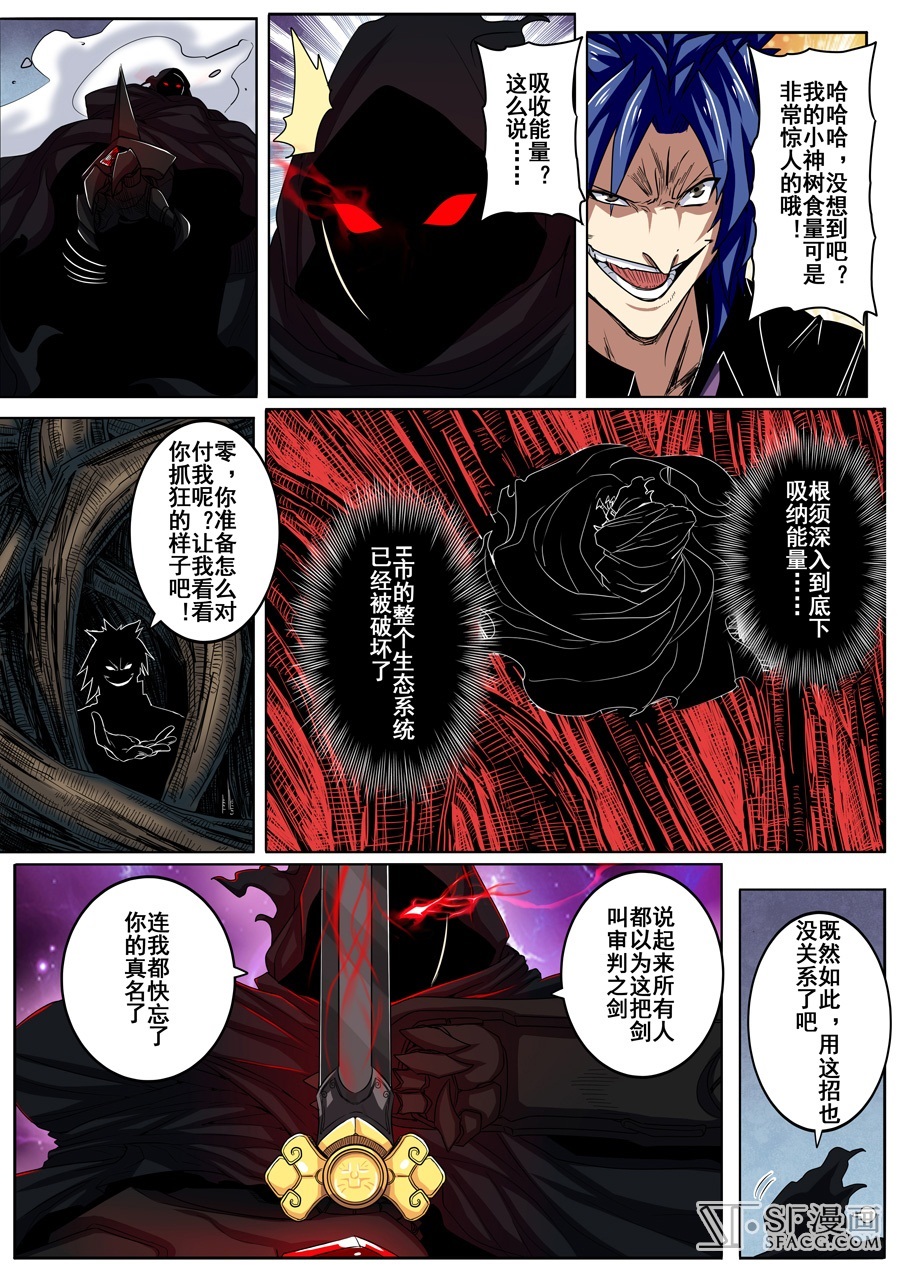 哈哈哈，没想到吧？
我的小神树食量可是
非常惊人的哦！
吸收能量？
这么说……
根须深入到底下
吸纳能量……
H市的整个生态系统
已经被破坏了
零，你准备怎么对
付我呢？让我看看
你抓狂的样子吧！
既然如此，用这招也
没关系了吧
说起来所有人
都以为这把剑
叫审判之剑
连我都快忘了
你的真名了
SF漫画
SFACG.COM